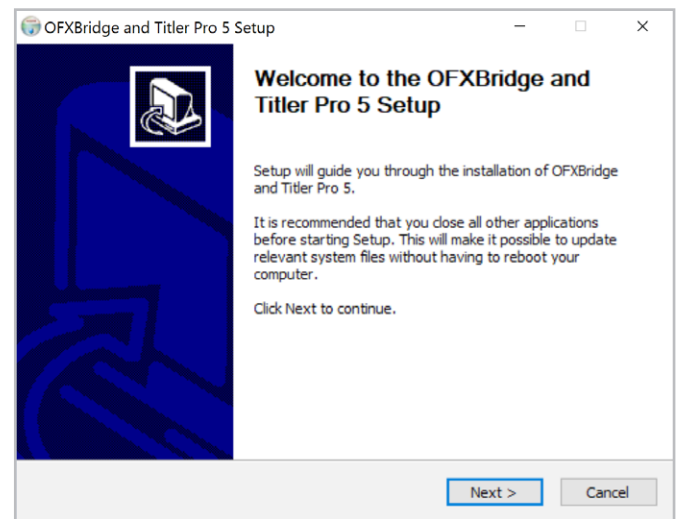 OFXBridge and Titler Pro 5 Setup
Welcome to the OFXBridge and
Titler Pro 5 Setup
Setup will guide you through the installation of OFXBridge
and Titler Pro 5.
It is recommended that you close all other applications
before starting Setup. This will make it possible to update
relevant system files without having to reboot your
computer.
Click Next to continue.
Next >
Cancel